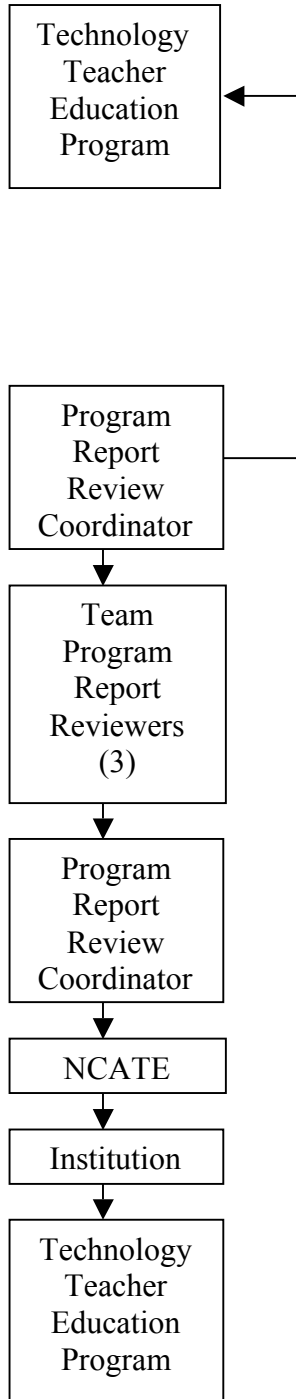 Technology
Teacher
Education
Program
Program
Report
Review
Coordinator
Team
Program
Report
Reviewers
(3)
Program
Report
Review
Coordinator
NCATE
Institution
Technology
Teacher
Education
Program